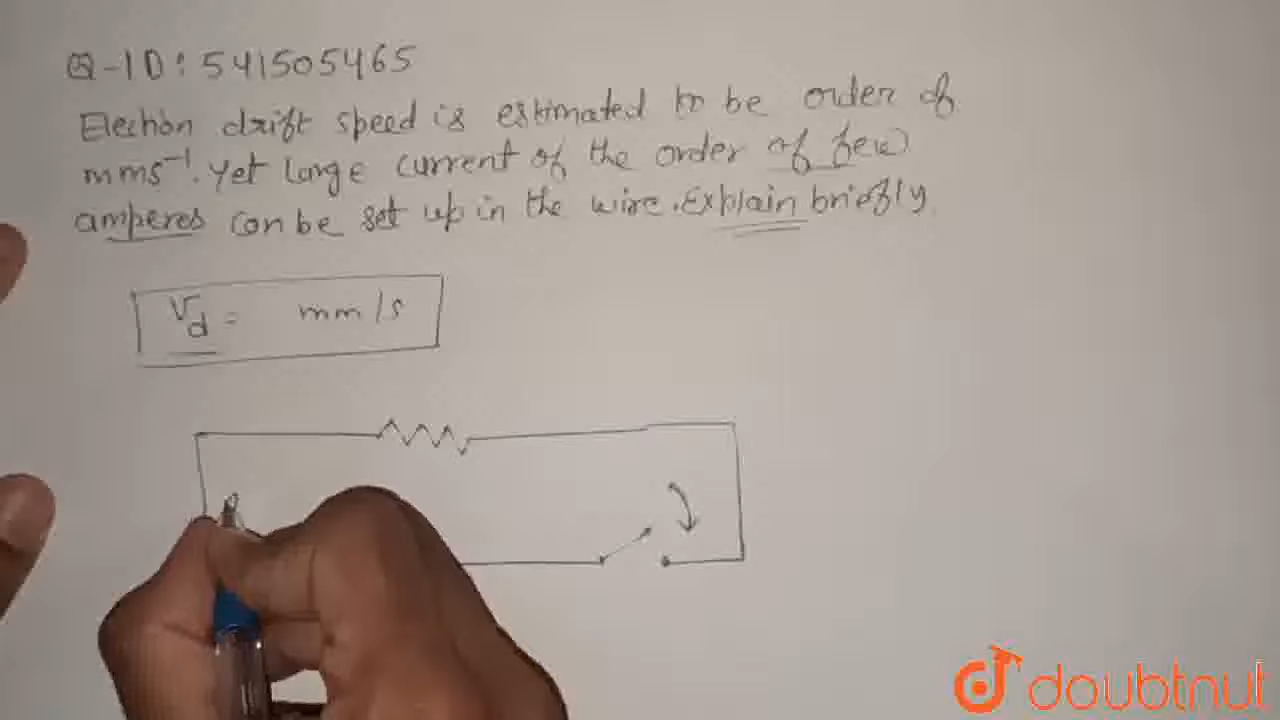 Q-ID: 541505465
Electron drift speed is estimated to be order of
mms⁻¹. Yet large current of the order of few
amperes can be set up in the wire. Explain briefly.
Vd = mm/s
doubtnut